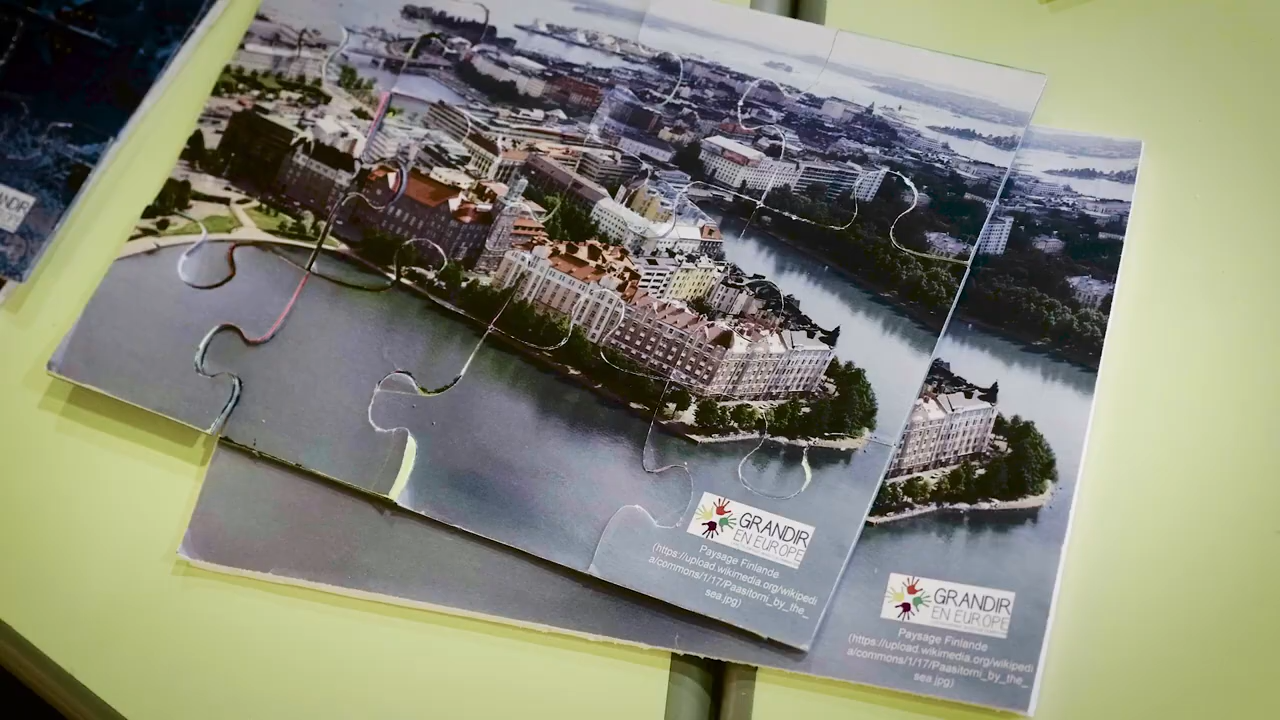 NDIR
GRANDIR
EN EUROPE
Paysage Finlande
(https://upload.wikimedia.org/wikipedi
a/commons/1/17/Paasitorni_by_the_
sea.jpg)
GRANDIR
EN EUROPE
Paysage Finlande
(https://upload.wikimedia.org/wikipedi
a/commons/1/17/Paasitorni_by_the_
sea.jpg)